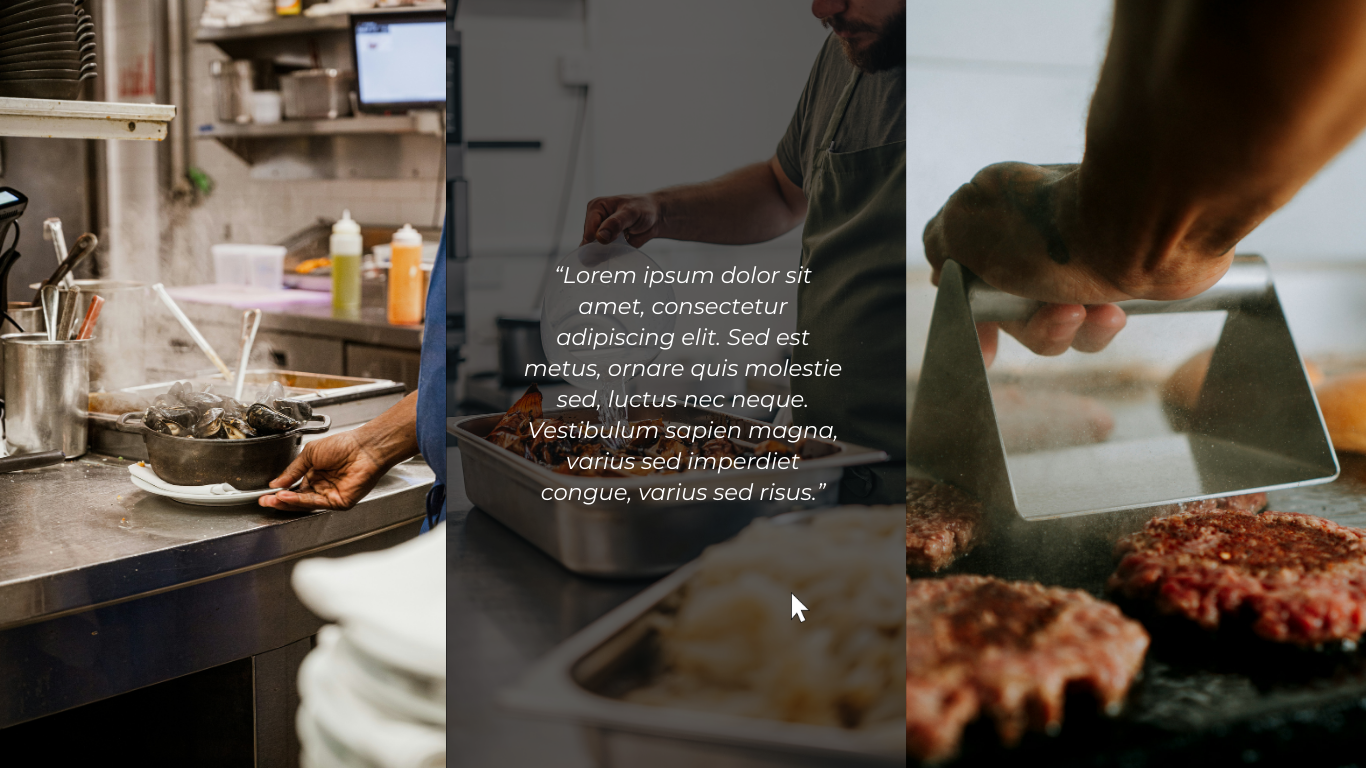 “Lorem ipsum dolor sit
amet, consectetur
adipiscing elit. Sed est
metus, ornare quis molestie
sed, luctus nec neque.
Vestibulum sapien magna,
varius sed imperdiet
congue, varius sed risus.”